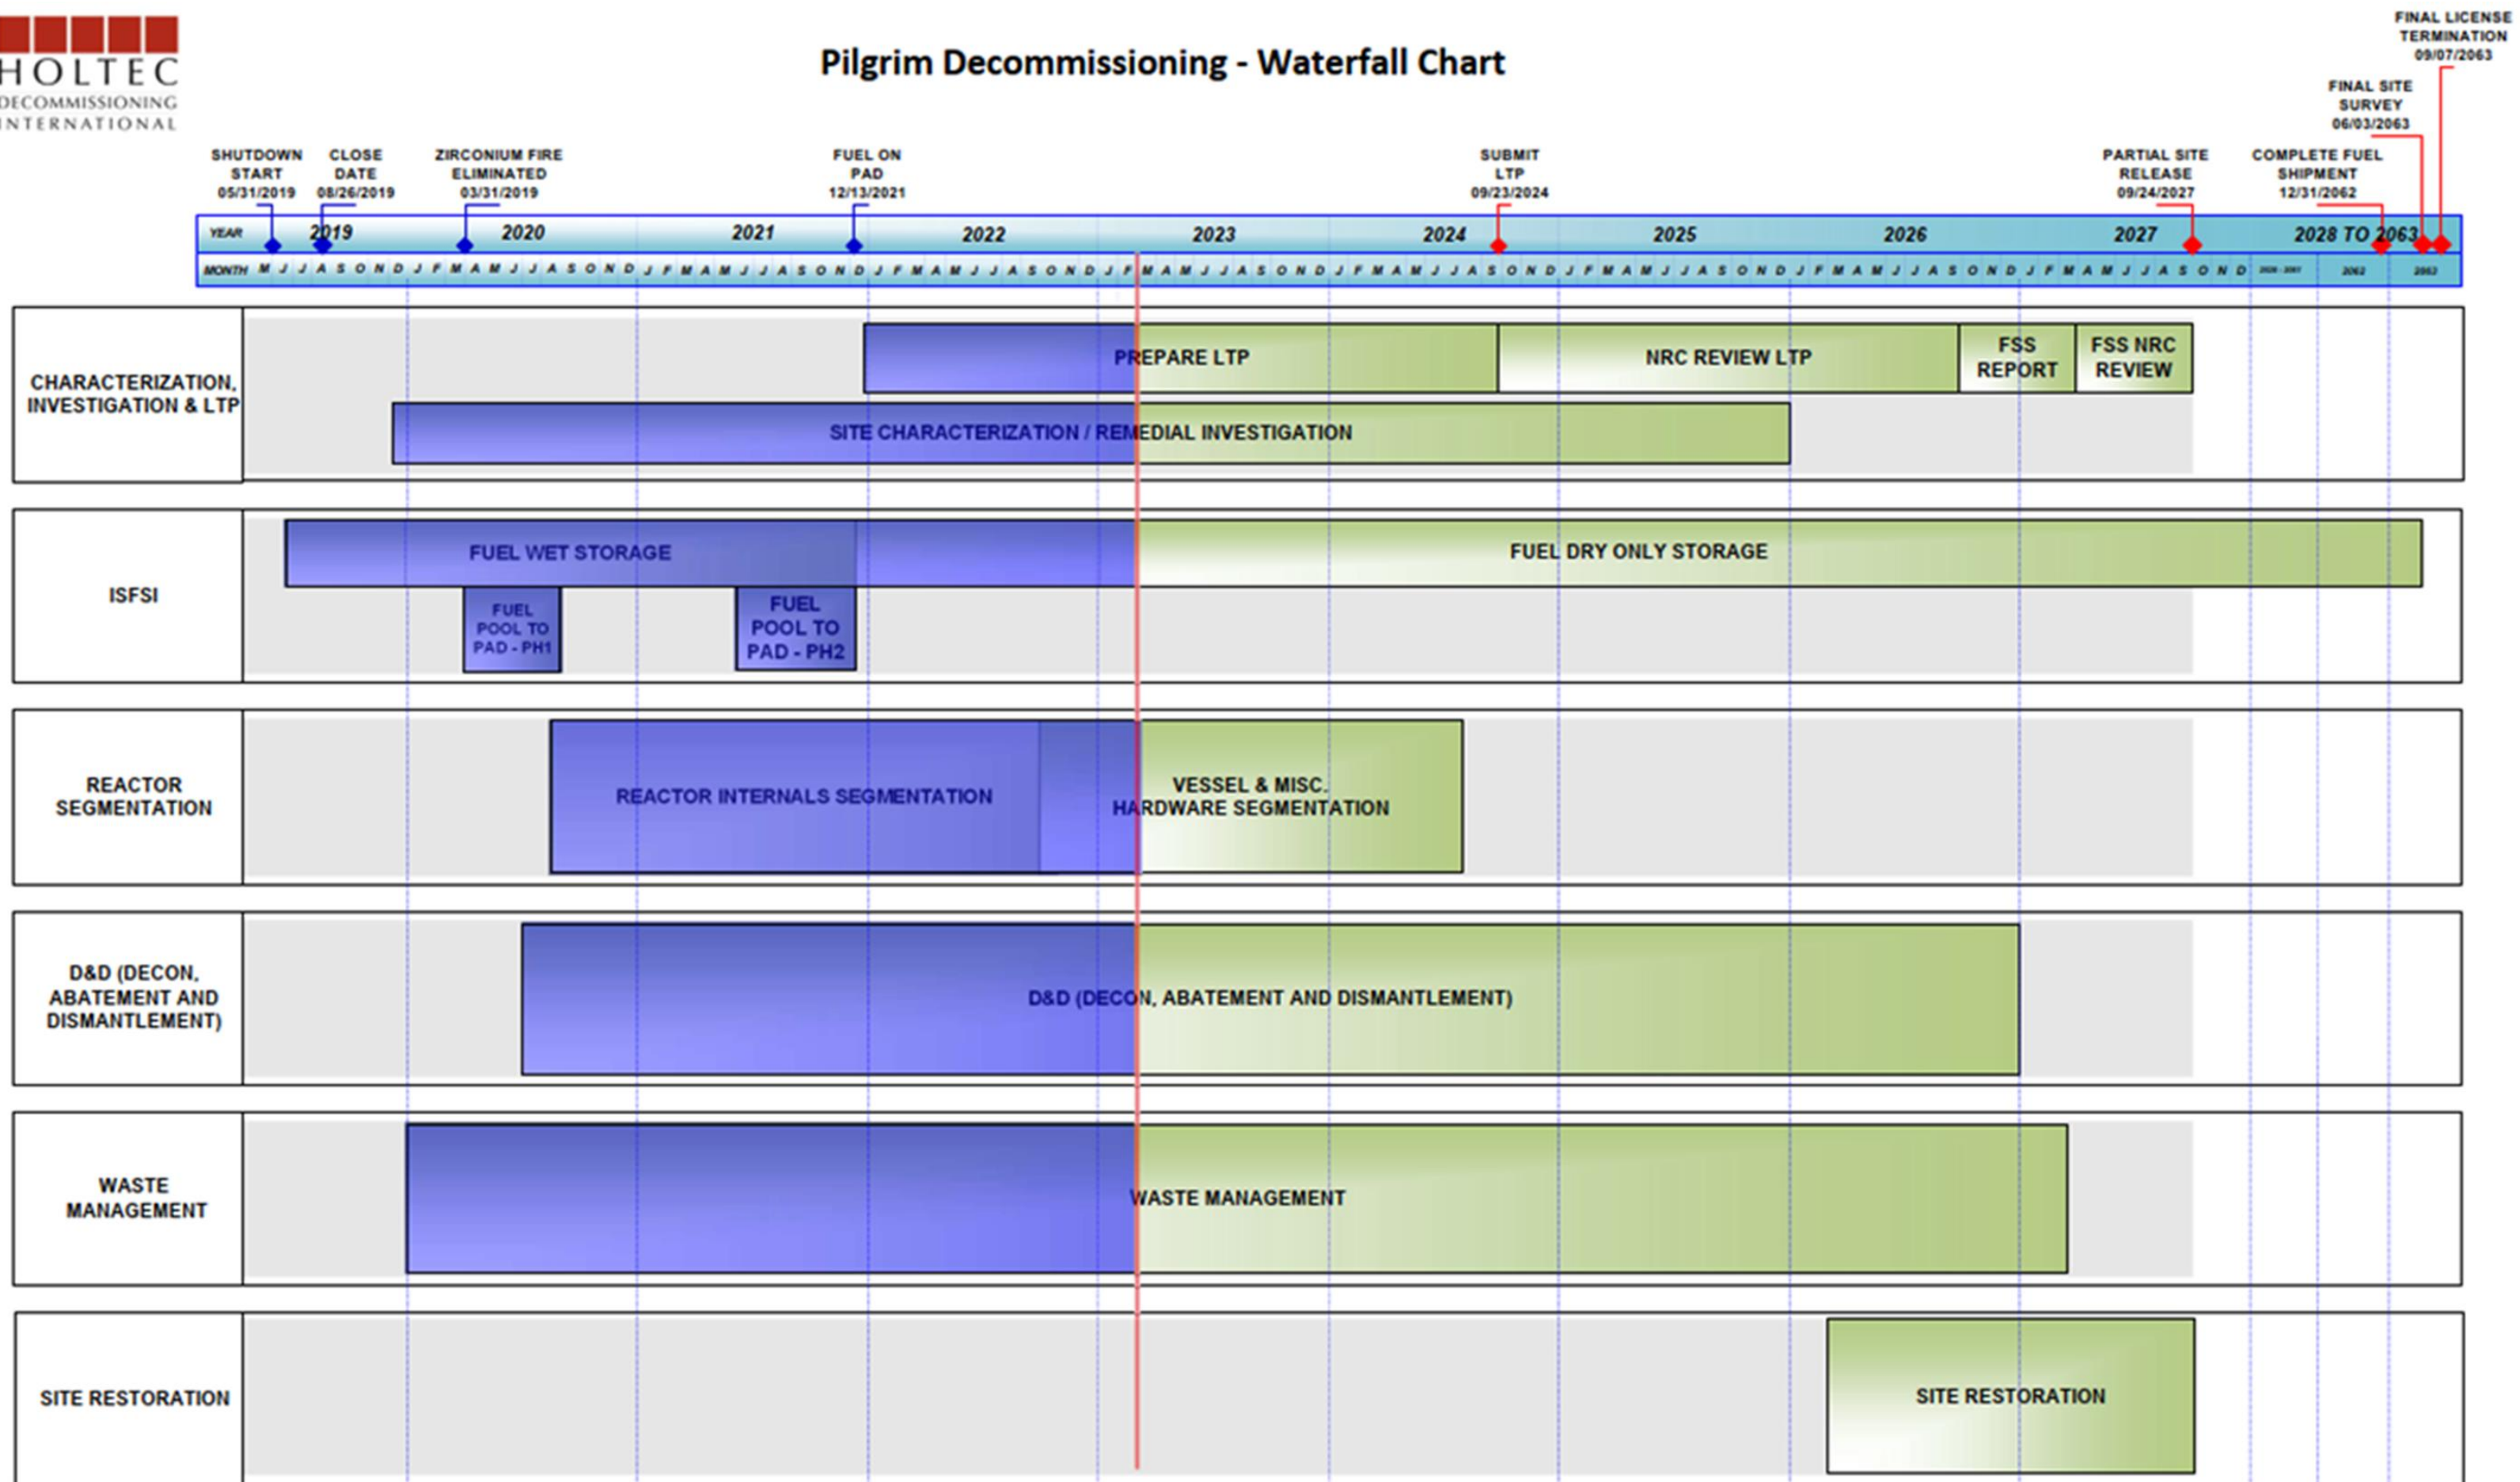 HOLTEC
DECOMMISSIONING
INTERNATIONAL
Pilgrim Decommissioning - Waterfall Chart
FINAL LICENSE
TERMINATION
09/07/2063
FINAL SITE
SURVEY
06/03/2063
SHUTDOWN
START
05/31/2019
CLOSE
DATE
08/26/2019
ZIRCONIUM FIRE
ELIMINATED
03/31/2019
FUEL ON
PAD
12/13/2021
SUBMIT
LTP
09/23/2024
PARTIAL SITE
RELEASE
09/24/2027
COMPLETE FUEL
SHIPMENT
12/31/2062
YEAR 2019 2020 2021 2022 2023 2024 2025 2026 2027 2028 TO 2063
MONTH M J J A S O N D J F M A M J J A S O N D J F M A M J J A S O N D J F M A M J J A S O N D J F M A M J J A S O N D J F M A M J J A S O N D J F M A M J J A S O N D J F M A M J J A S O N D J F M A M J J A S O N D 2062 2063
CHARACTERIZATION,
INVESTIGATION & LTP
PREPARE LTP
NRC REVIEW LTP
FSS
REPORT
FSS NRC
REVIEW
SITE CHARACTERIZATION / REMEDIAL INVESTIGATION
ISFSI
FUEL WET STORAGE
FUEL DRY ONLY STORAGE
FUEL
POOL TO
PAD - PH1
FUEL
POOL TO
PAD - PH2
REACTOR
SEGMENTATION
REACTOR INTERNALS SEGMENTATION
VESSEL & MISC.
HARDWARE SEGMENTATION
D&D (DECON,
ABATEMENT AND
DISMANTLEMENT)
D&D (DECON, ABATEMENT AND DISMANTLEMENT)
WASTE
MANAGEMENT
WASTE MANAGEMENT
SITE RESTORATION
SITE RESTORATION